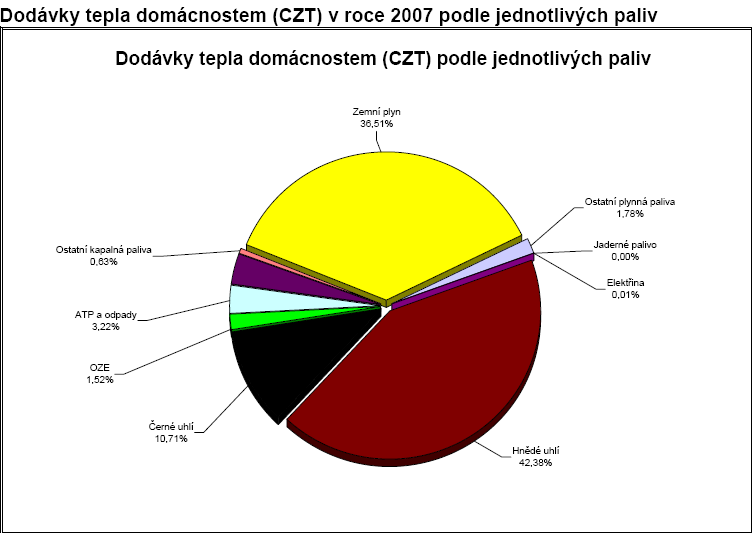 Dodávky tepla domácnostem (CZT) v roce 2007 podle jednotlivých paliv
Dodávky tepla domácnostem (CZT) podle jednotlivých paliv
Zemní plyn
36,51%
Ostatní plynná paliva
1,78%
Jaderné palivo
0,00%
Elektřina
0,01%
Hnědé uhlí
42,38%
Černé uhlí
10,71%
OZE
1,52%
ATP a odpady
3,22%
Ostatní kapalná paliva
0,63%